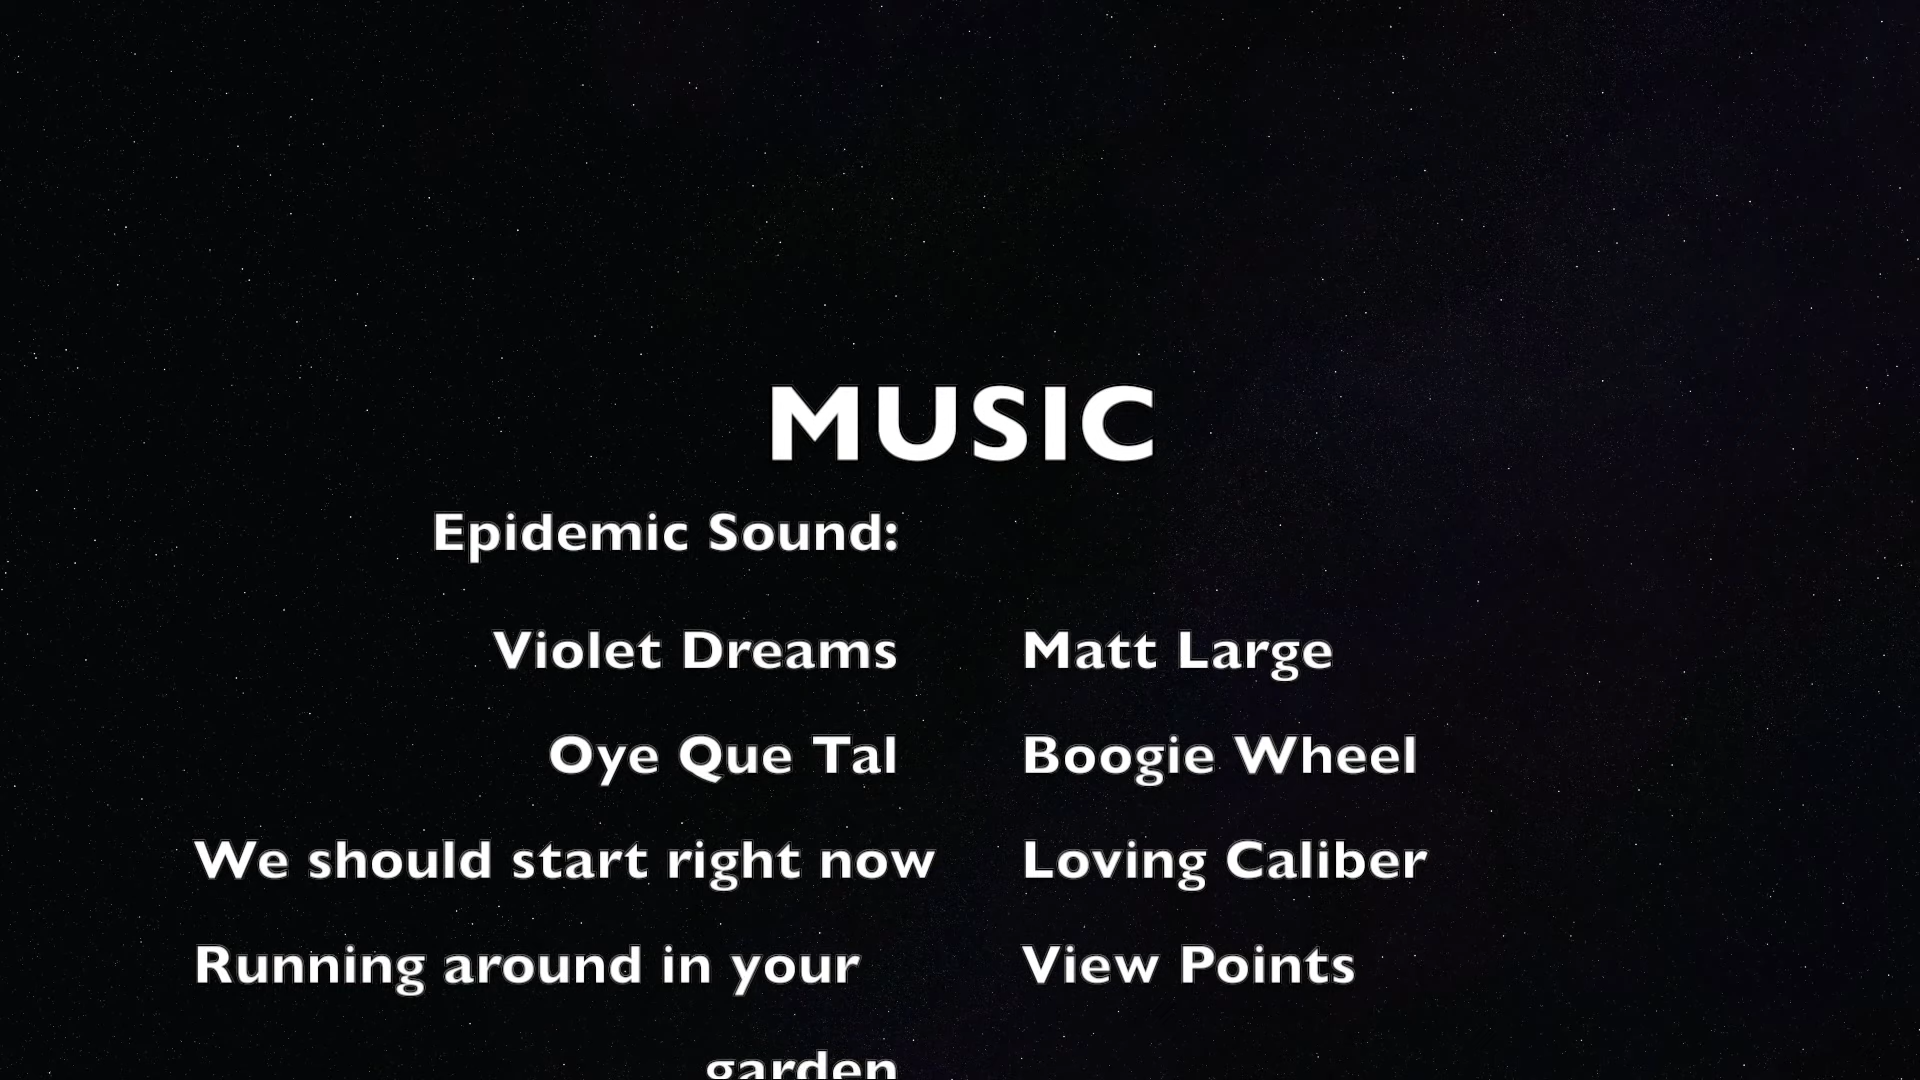 MUSIC
Epidemic Sound:
Violet Dreams Matt Large
Oye Que Tal Boogie Wheel
We should start right now Loving Caliber
Running around in your View Points
garden